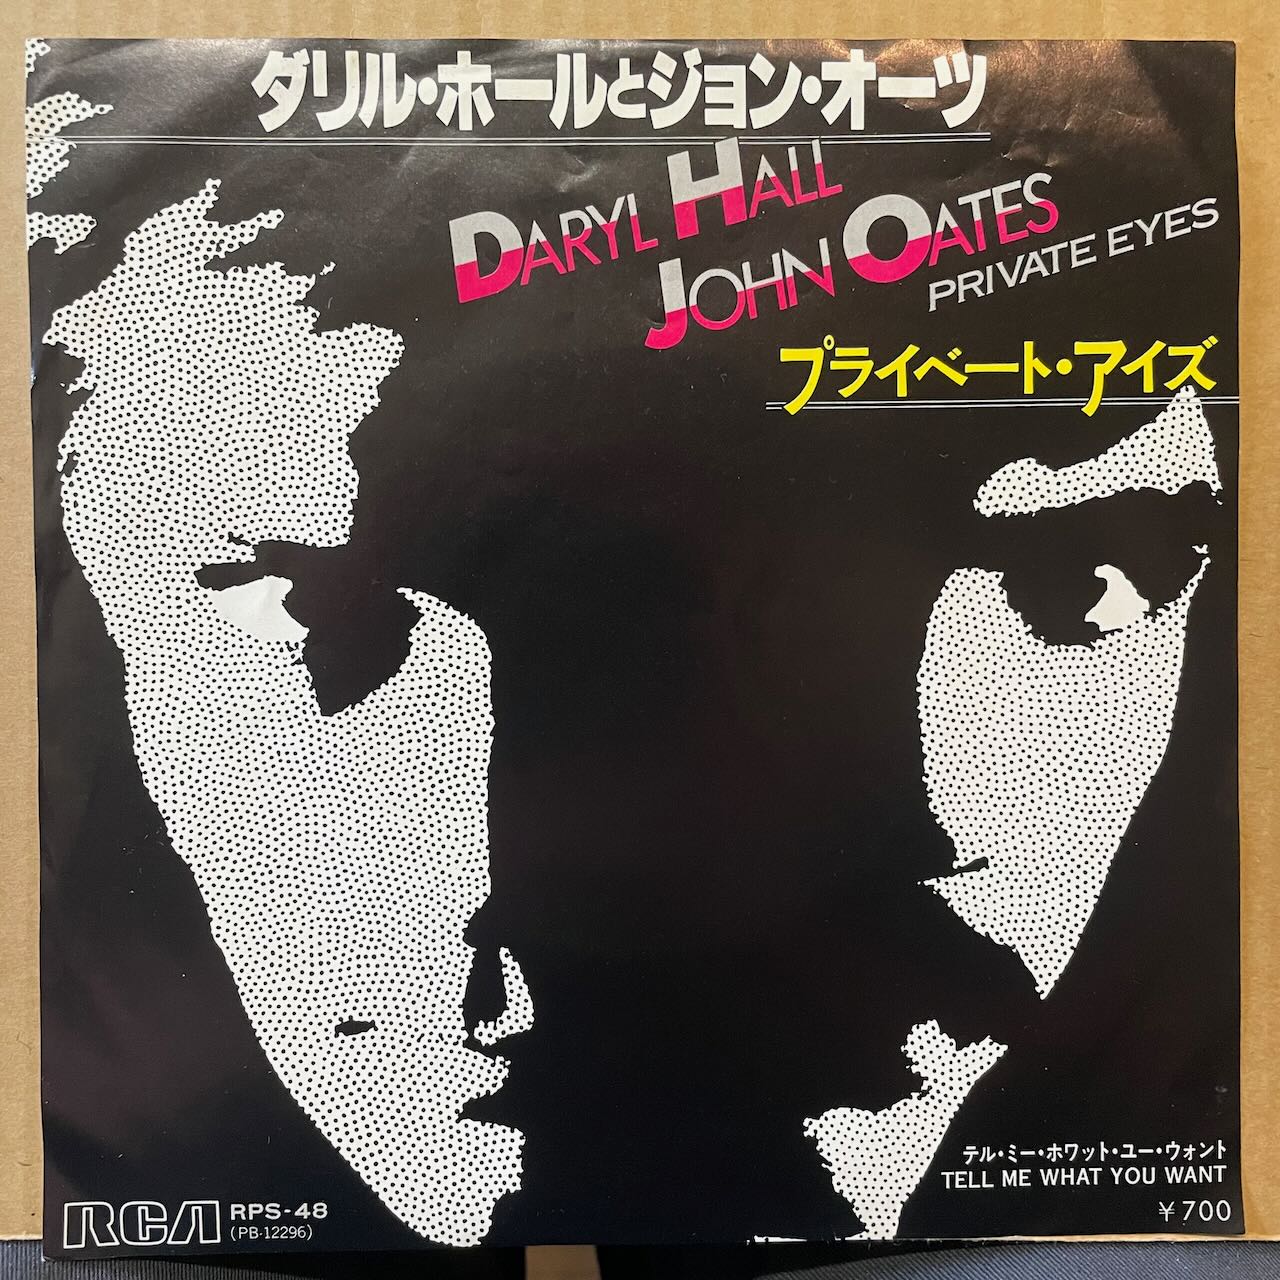 ダリル・ホールとジョン・オーツ
DARYL HALL
JOHN OATES
PRIVATE EYES
プライベート・アイズ
テル・ミー・ホワット・ユー・ウォント
TELL ME WHAT YOU WANT
¥700
RCA RPS-48
(PB-12296)